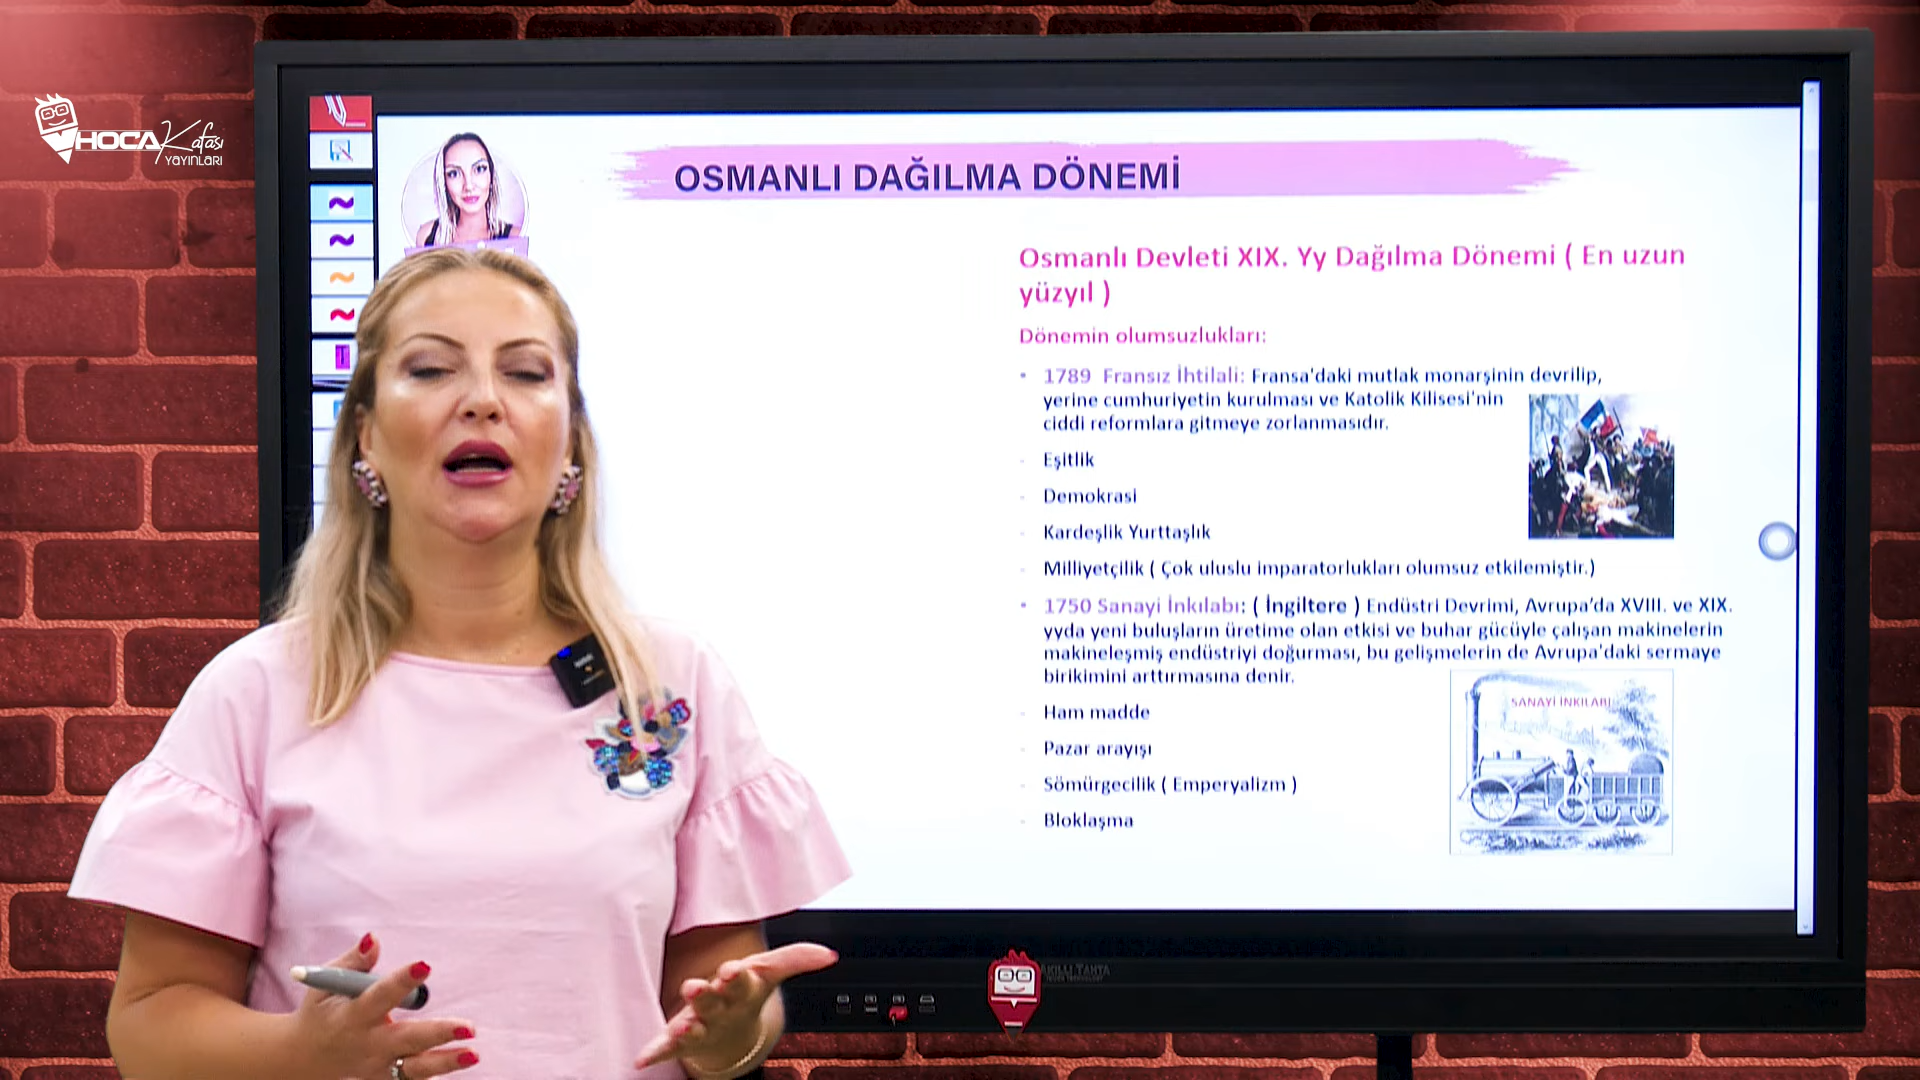 HOCA Kafası
YAYINLARI
OSMANLI DAĞILMA DÖNEMİ
Osmanlı Devleti XIX. Yy Dağılma Dönemi ( En uzun
yüzyıl )
Dönemin olumsuzlukları:
• 1789 Fransız İhtilali: Fransa'daki mutlak monarşinin devrilip,
yerine cumhuriyetin kurulması ve Katolik Kilisesi'nin
ciddi reformlara gitmeye zorlanmasıdır.
- Eşitlik
- Demokrasi
- Kardeşlik Yurttaşlık
- Milliyetçilik ( Çok uluslu imparatorlukları olumsuz etkilemiştir.)
• 1750 Sanayi İnkılabı: ( İngiltere ) Endüstri Devrimi, Avrupa’da XVIII. ve XIX.
yyda yeni buluşların üretime olan etkisi ve buhar gücüyle çalışan makinelerin
makineleşmiş endüstriyi doğurması, bu gelişmelerin de Avrupa'daki sermaye
birikimini arttırmasına denir.
SANAYİ İNKILABI
- Ham madde
- Pazar arayışı
- Sömürgecilik ( Emperyalizm )
- Bloklaşma
AKILLI TAHTA